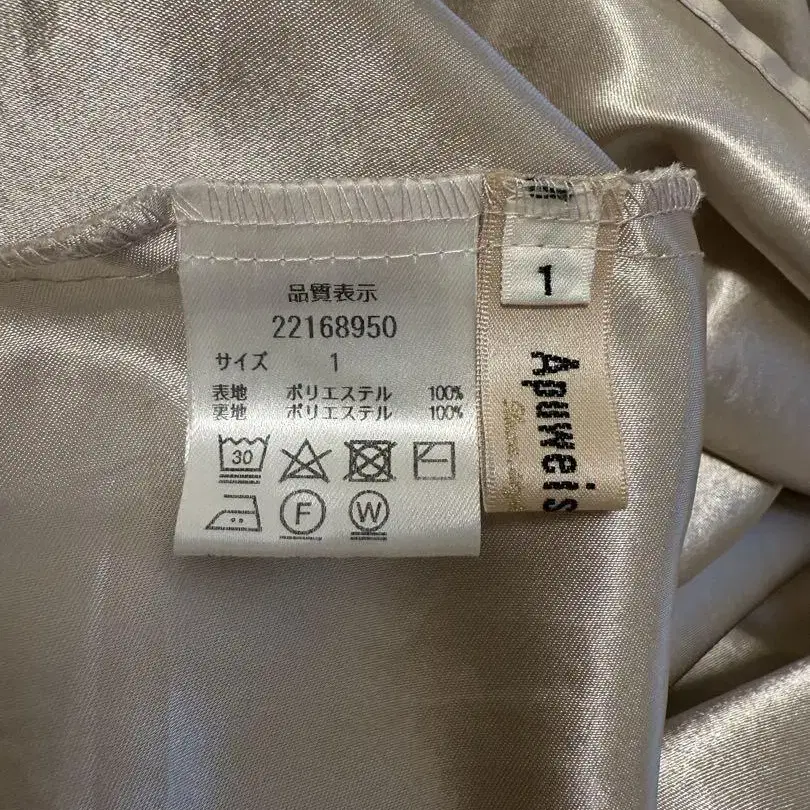 品質表示
22168950
サイズ 1
表地 ポリエステル 100%
裏地 ポリエステル 100%
30
F
W
1
Apuweis